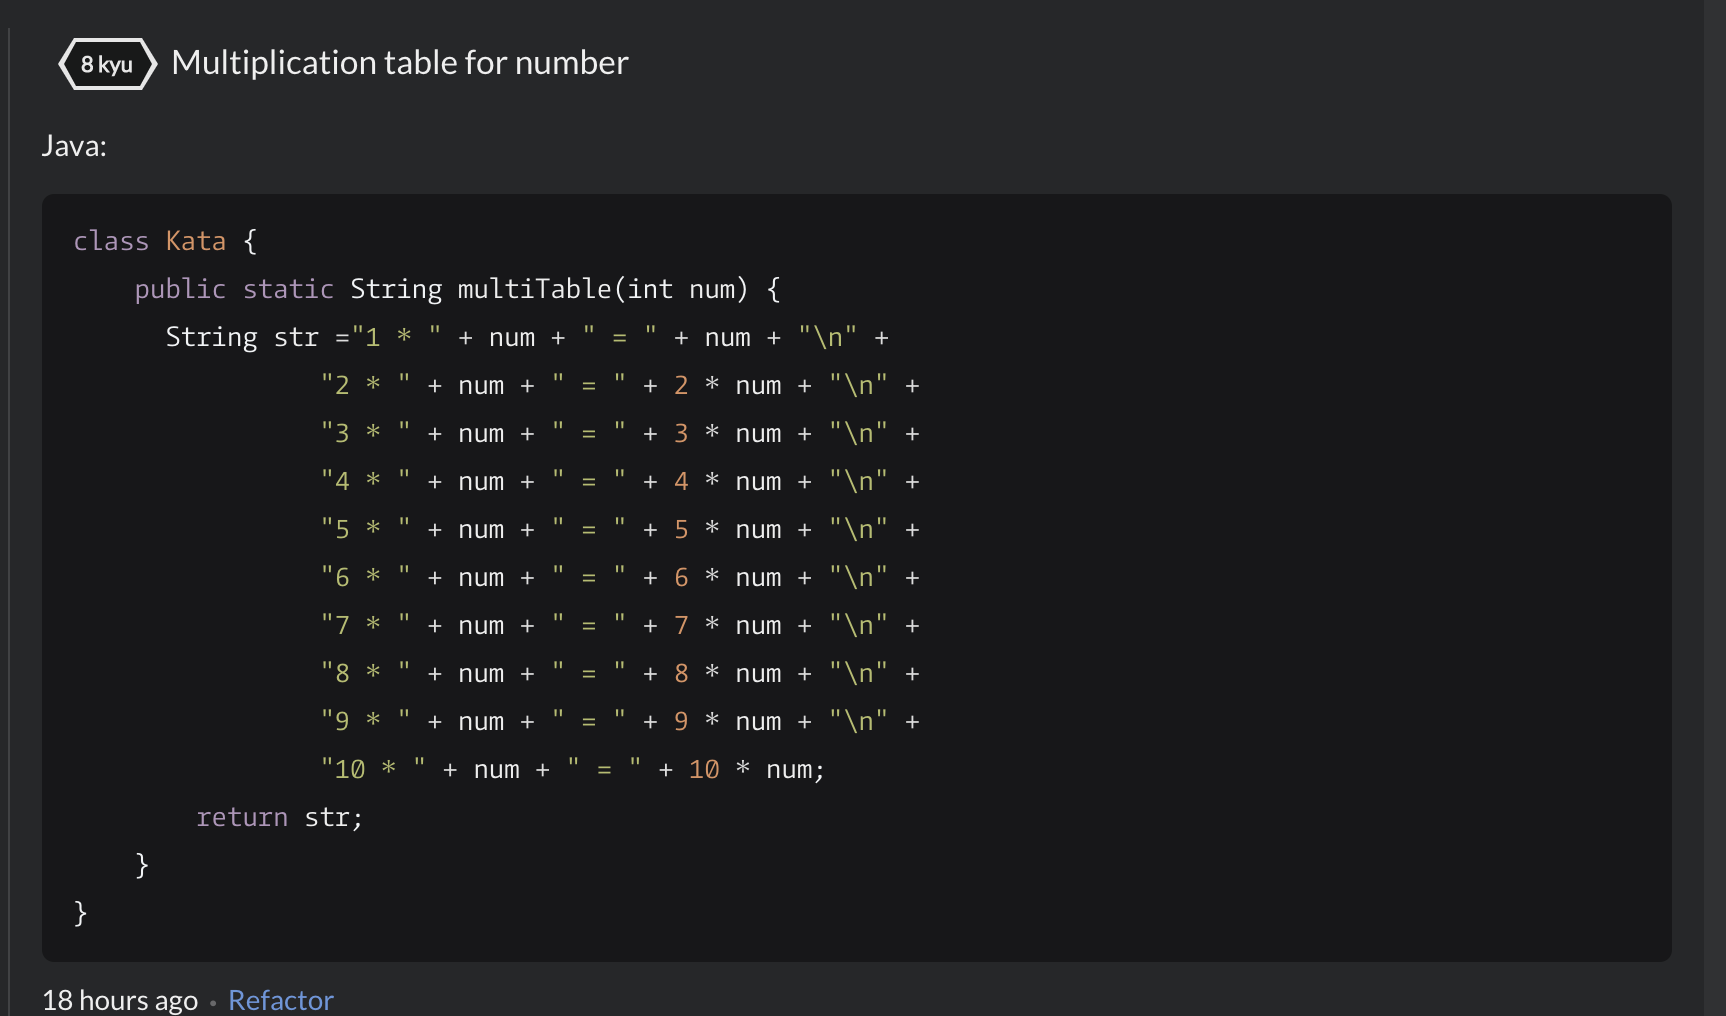 8 kyu Multiplication table for number
Java:
class Kata {
    public static String multiTable(int num) {
      String str ="1 * " + num + " = " + num + "\n" +
                "2 * " + num + " = " + 2 * num + "\n" +
                "3 * " + num + " = " + 3 * num + "\n" +
                "4 * " + num + " = " + 4 * num + "\n" +
                "5 * " + num + " = " + 5 * num + "\n" +
                "6 * " + num + " = " + 6 * num + "\n" +
                "7 * " + num + " = " + 7 * num + "\n" +
                "8 * " + num + " = " + 8 * num + "\n" +
                "9 * " + num + " = " + 9 * num + "\n" +
                "10 * " + num + " = " + 10 * num;
        return str;
    }
}
18 hours ago • Refactor